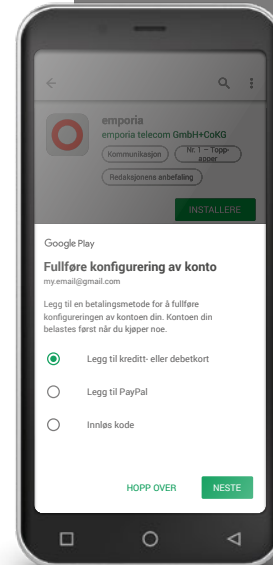 emporia
emporia telecom GmbH+CoKG
Kommunikasjon
Nr. 1 – Topp-
apper
Redaksjonens anbefaling
INSTALLERE
Google Play
Fullføre konfigurering av konto
my.email@gmail.com
Legg til en betalingsmetode for å fullføre
konfigureringen av kontoen din. Kontoen din
belastes først når du kjøper noe.
Legg til kreditt- eller debetkort
Legg til PayPal
Innløs kode
HOPP OVER
NESTE